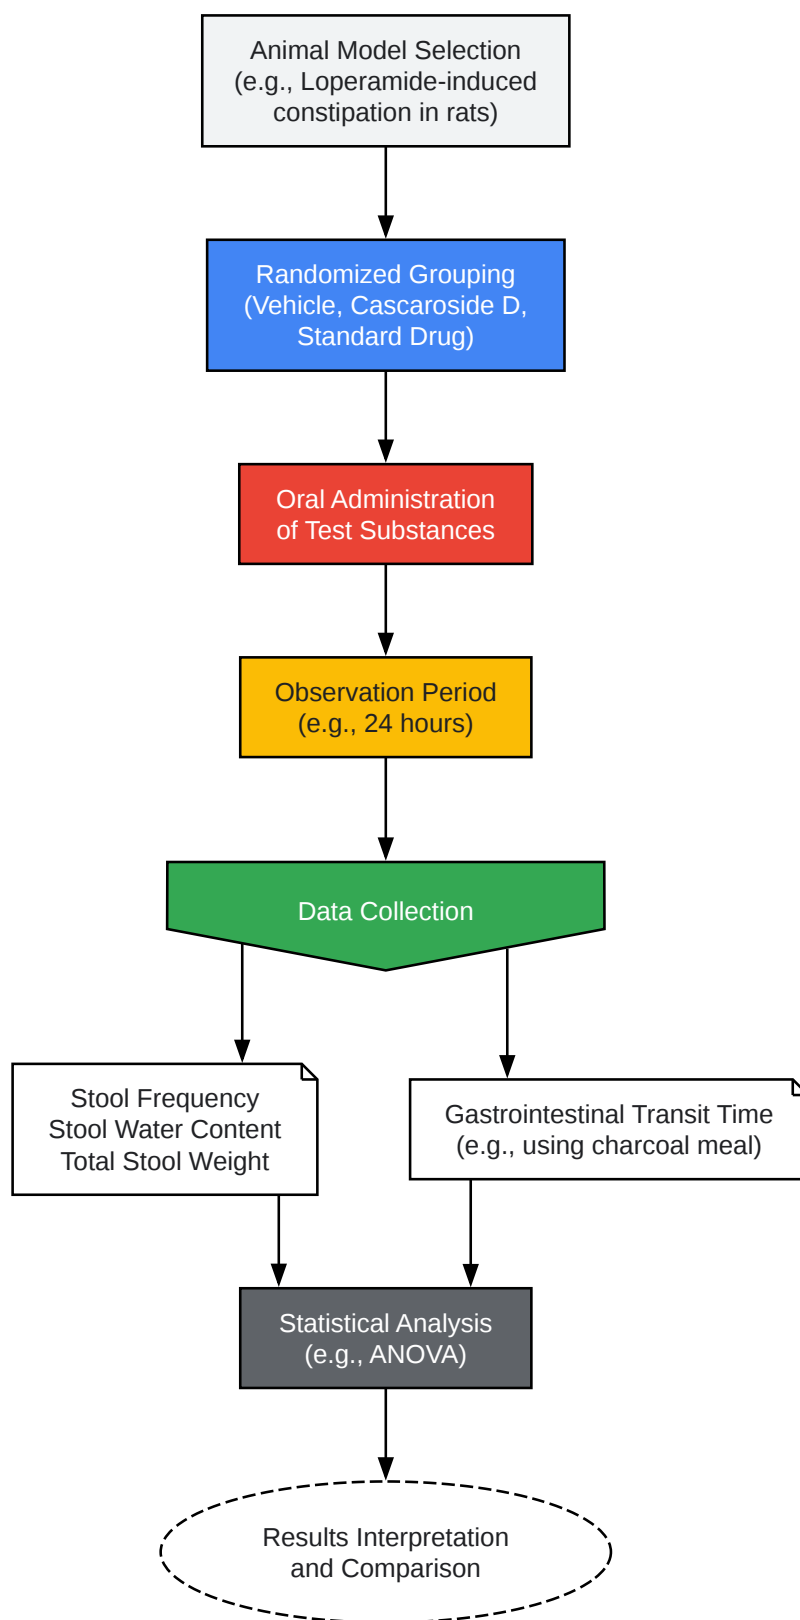 Animal Model Selection
(e.g., Loperamide-induced
constipation in rats)
Randomized Grouping
(Vehicle, Cascaroside D,
Standard Drug)
Oral Administration
of Test Substances
Observation Period
(e.g., 24 hours)
Data Collection
Stool Frequency
Stool Water Content
Total Stool Weight
Gastrointestinal Transit Time
(e.g., using charcoal meal)
Statistical Analysis
(e.g., ANOVA)
Results Interpretation
and Comparison